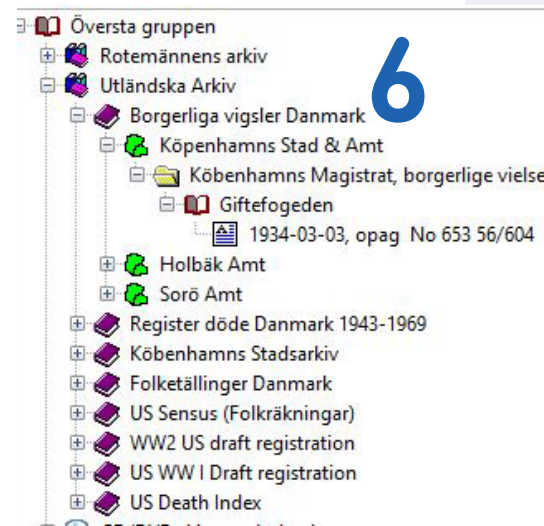 Översta gruppen
Rotemännens arkiv
Utländska Arkiv
6
Borgerliga vigsler Danmark
Köpenhamns Stad & Amt
Köbenhamns Magistrat, borgerlige vielse
Giftefogeden
1934-03-03, opag No 653 56/604
Holbäk Amt
Sorö Amt
Register döde Danmark 1943-1969
Köbenhamns Stadsarkiv
Folketällinger Danmark
US Sensus (Folkräkningar)
WW2 US draft registration
US WW I Draft registration
US Death Index